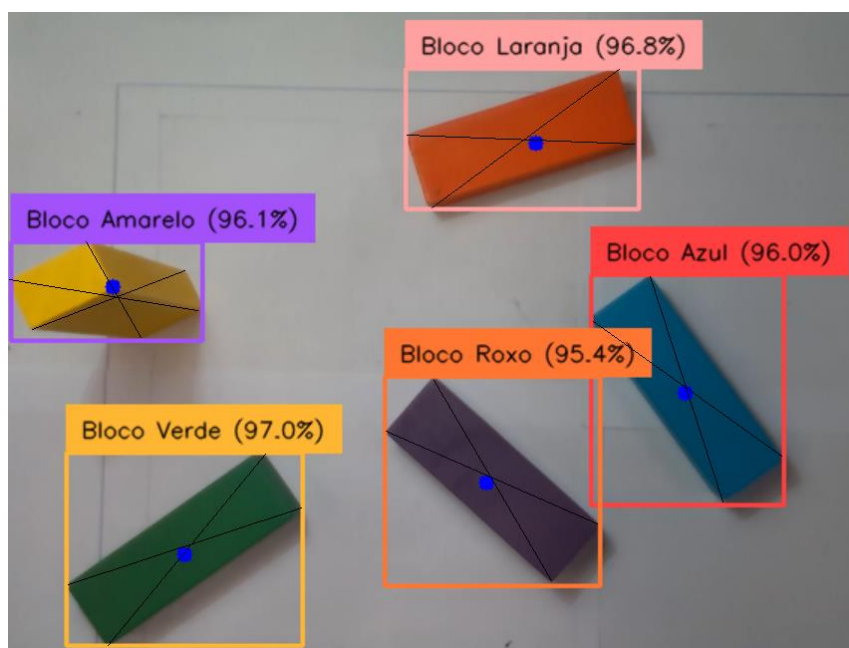 Bloco Laranja (96.8%)
Bloco Amarelo (96.1%)
Bloco Azul (96.0%)
Bloco Roxo (95.4%)
Bloco Verde (97.0%)